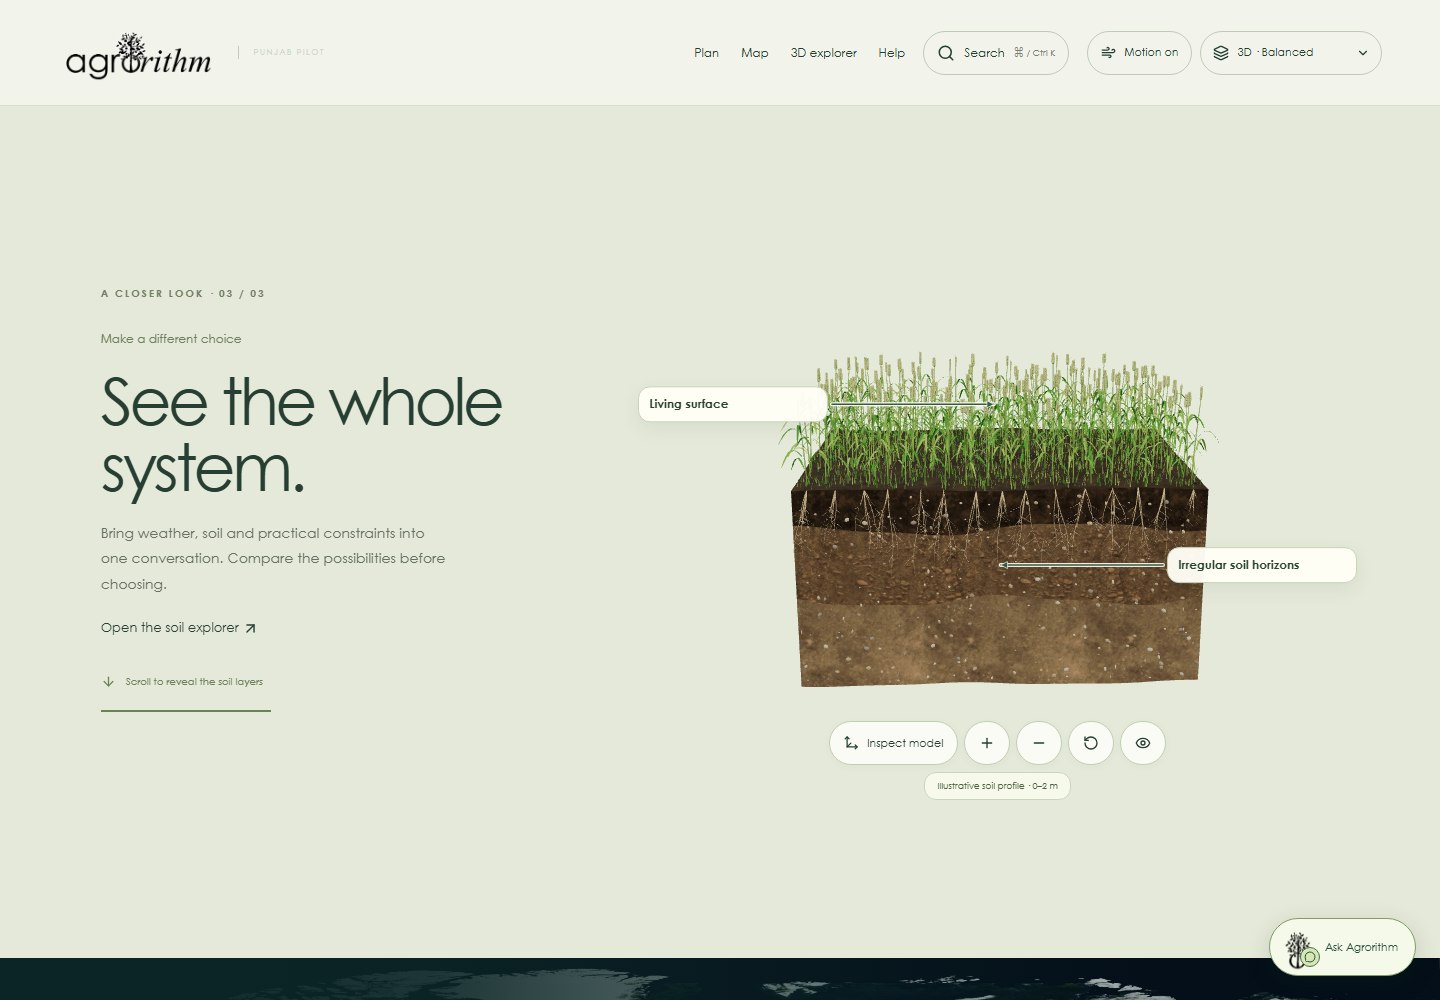 agrorithm
PUNJAB PILOT
Plan
Map
3D explorer
Help
Search ⌘ / Ctrl K
Motion on
3D · Balanced
A CLOSER LOOK · 03 / 03
Make a different choice
See the whole
system.
Bring weather, soil and practical constraints into
one conversation. Compare the possibilities before
choosing.
Open the soil explorer
Scroll to reveal the soil layers
Living surface
Irregular soil horizons
Inspect model
Illustrative soil profile · 0–2 m
Ask Agrorithm